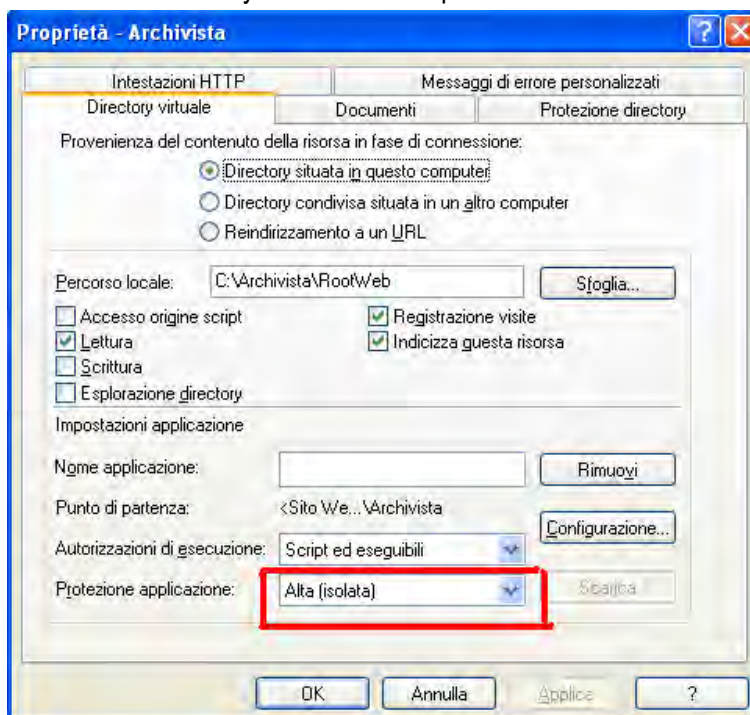 Proprietà - Archivista
Intestazioni HTTP Messaggi di errore personalizzati
Directory virtuale Documenti Protezione directory
Provenienza del contenuto della risorsa in fase di connessione:
Directory situata in questo computer
Directory condivisa situata in un altro computer
Reindirizzamento a un URL
Percorso locale: C:\Archivista\RootWeb Sfoglia...
Accesso origine script Registrazione visite
Lettura Indicizza questa risorsa
Scrittura
Esplorazione directory
Impostazioni applicazione
Nome applicazione: Rimuovi
Punto di partenza: <Sito We...\Archivista
Configurazione...
Autorizzazioni di esecuzione: Script ed eseguibili
Protezione applicazione: Alta (isolata) Scarica
OK Annulla Applica ?